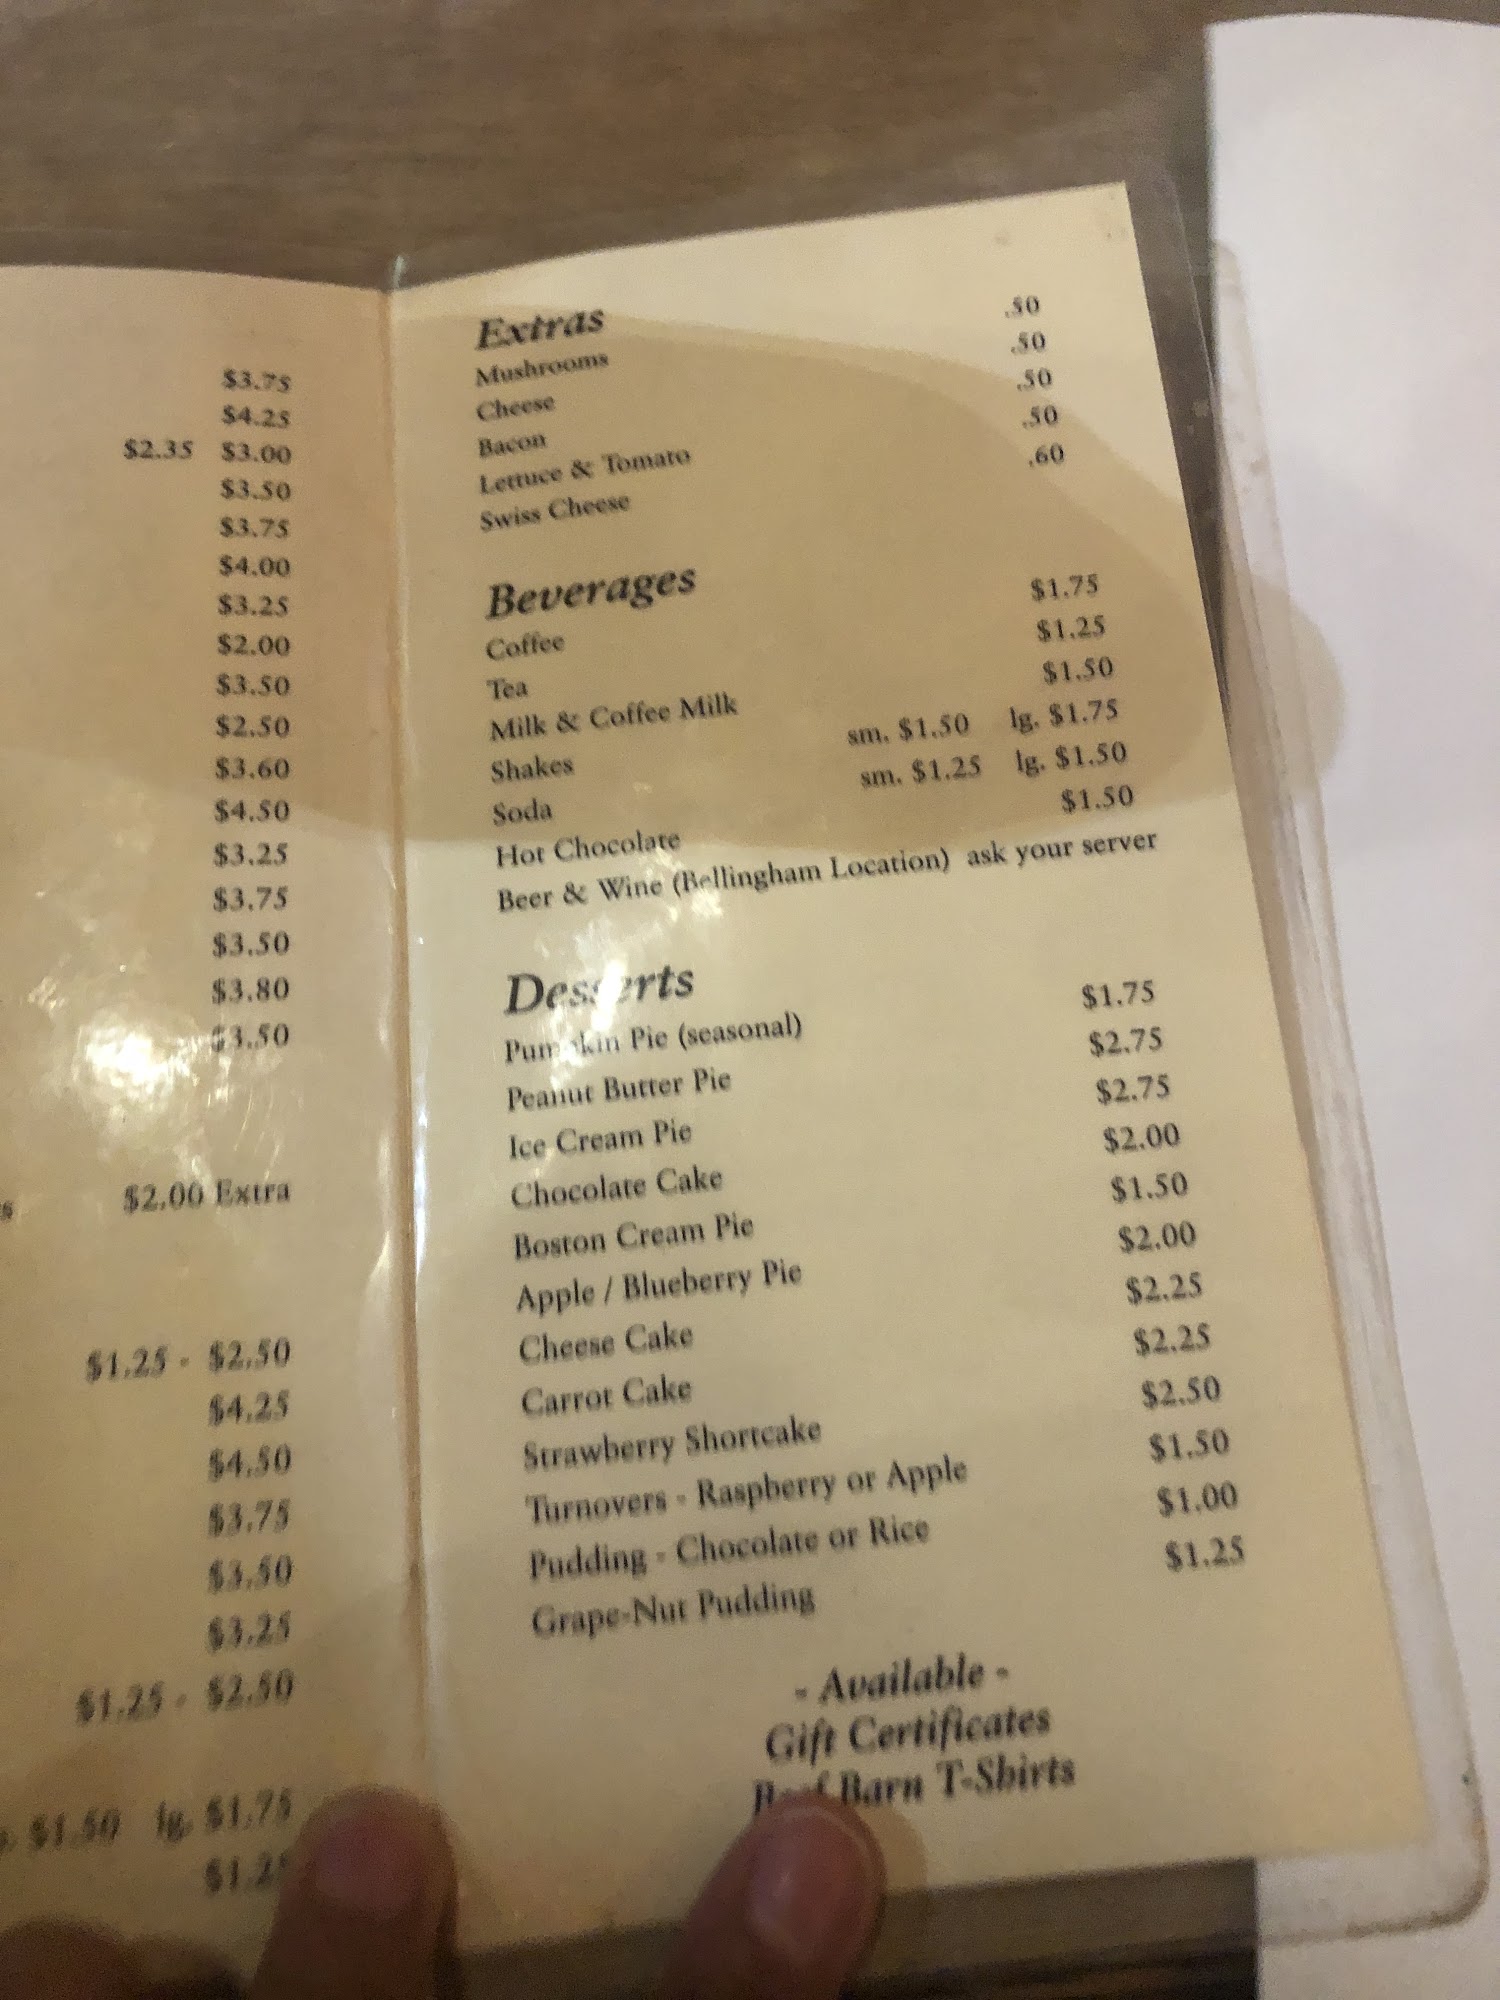 $3.75
$4.25
$2.35 $3.00
$3.50
$3.75
$4.00
$3.25
$2.00
$3.50
$2.50
$3.60
$4.50
$3.25
$3.75
$3.50
$3.80
$3.50
$2.00 Extra
$1.25 - $2.50
$4.25
$4.50
$3.75
$3.50
$3.25
$1.25 - $2.50
$1.50 lg. $1.75
Extras
Mushrooms .50
Cheese .50
Bacon .50
Lettuce & Tomato .50
Swiss Cheese .60
Beverages
Coffee $1.75
Tea $1.25
Milk & Coffee Milk $1.50
Shakes sm. $1.50 lg. $1.75
Soda sm. $1.25 lg. $1.50
Hot Chocolate $1.50
Beer & Wine (Bellingham Location) ask your server
Desserts
Pumpkin Pie (seasonal) $1.75
Peanut Butter Pie $2.75
Ice Cream Pie $2.75
Chocolate Cake $2.00
Boston Cream Pie $1.50
Apple / Blueberry Pie $2.00
Cheese Cake $2.25
Carrot Cake $2.25
Strawberry Shortcake $2.50
Turnovers - Raspberry or Apple $1.50
Pudding - Chocolate or Rice $1.00
Grape-Nut Pudding $1.25
- Available -
Gift Certificates
Beef Barn T-Shirts